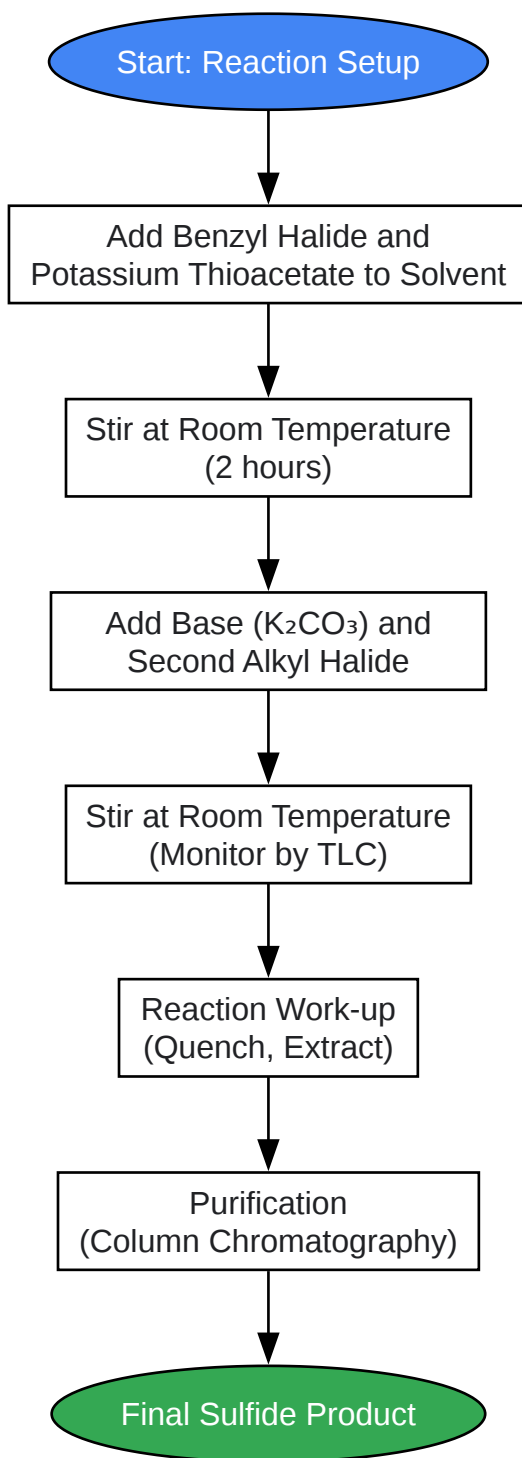 Start: Reaction Setup
Add Benzyl Halide and
Potassium Thioacetate to Solvent
Stir at Room Temperature
(2 hours)
Add Base (K₂CO₃) and
Second Alkyl Halide
Stir at Room Temperature
(Monitor by TLC)
Reaction Work-up
(Quench, Extract)
Purification
(Column Chromatography)
Final Sulfide Product